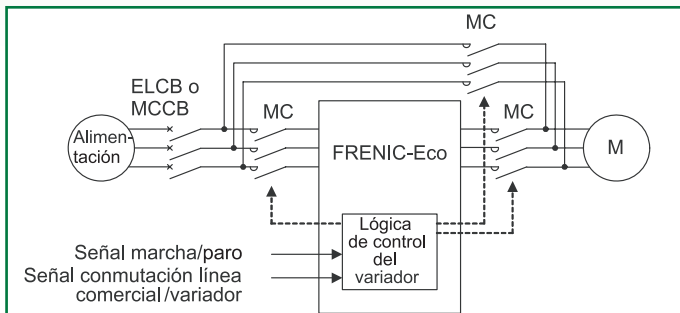 MC
ELCB o
MCCB
MC
MC
Alimen-
tación
FRENIC-Eco
M
Lógica
de control
del
variador
Señal marcha/paro
Señal conmutación línea
comercial/variador